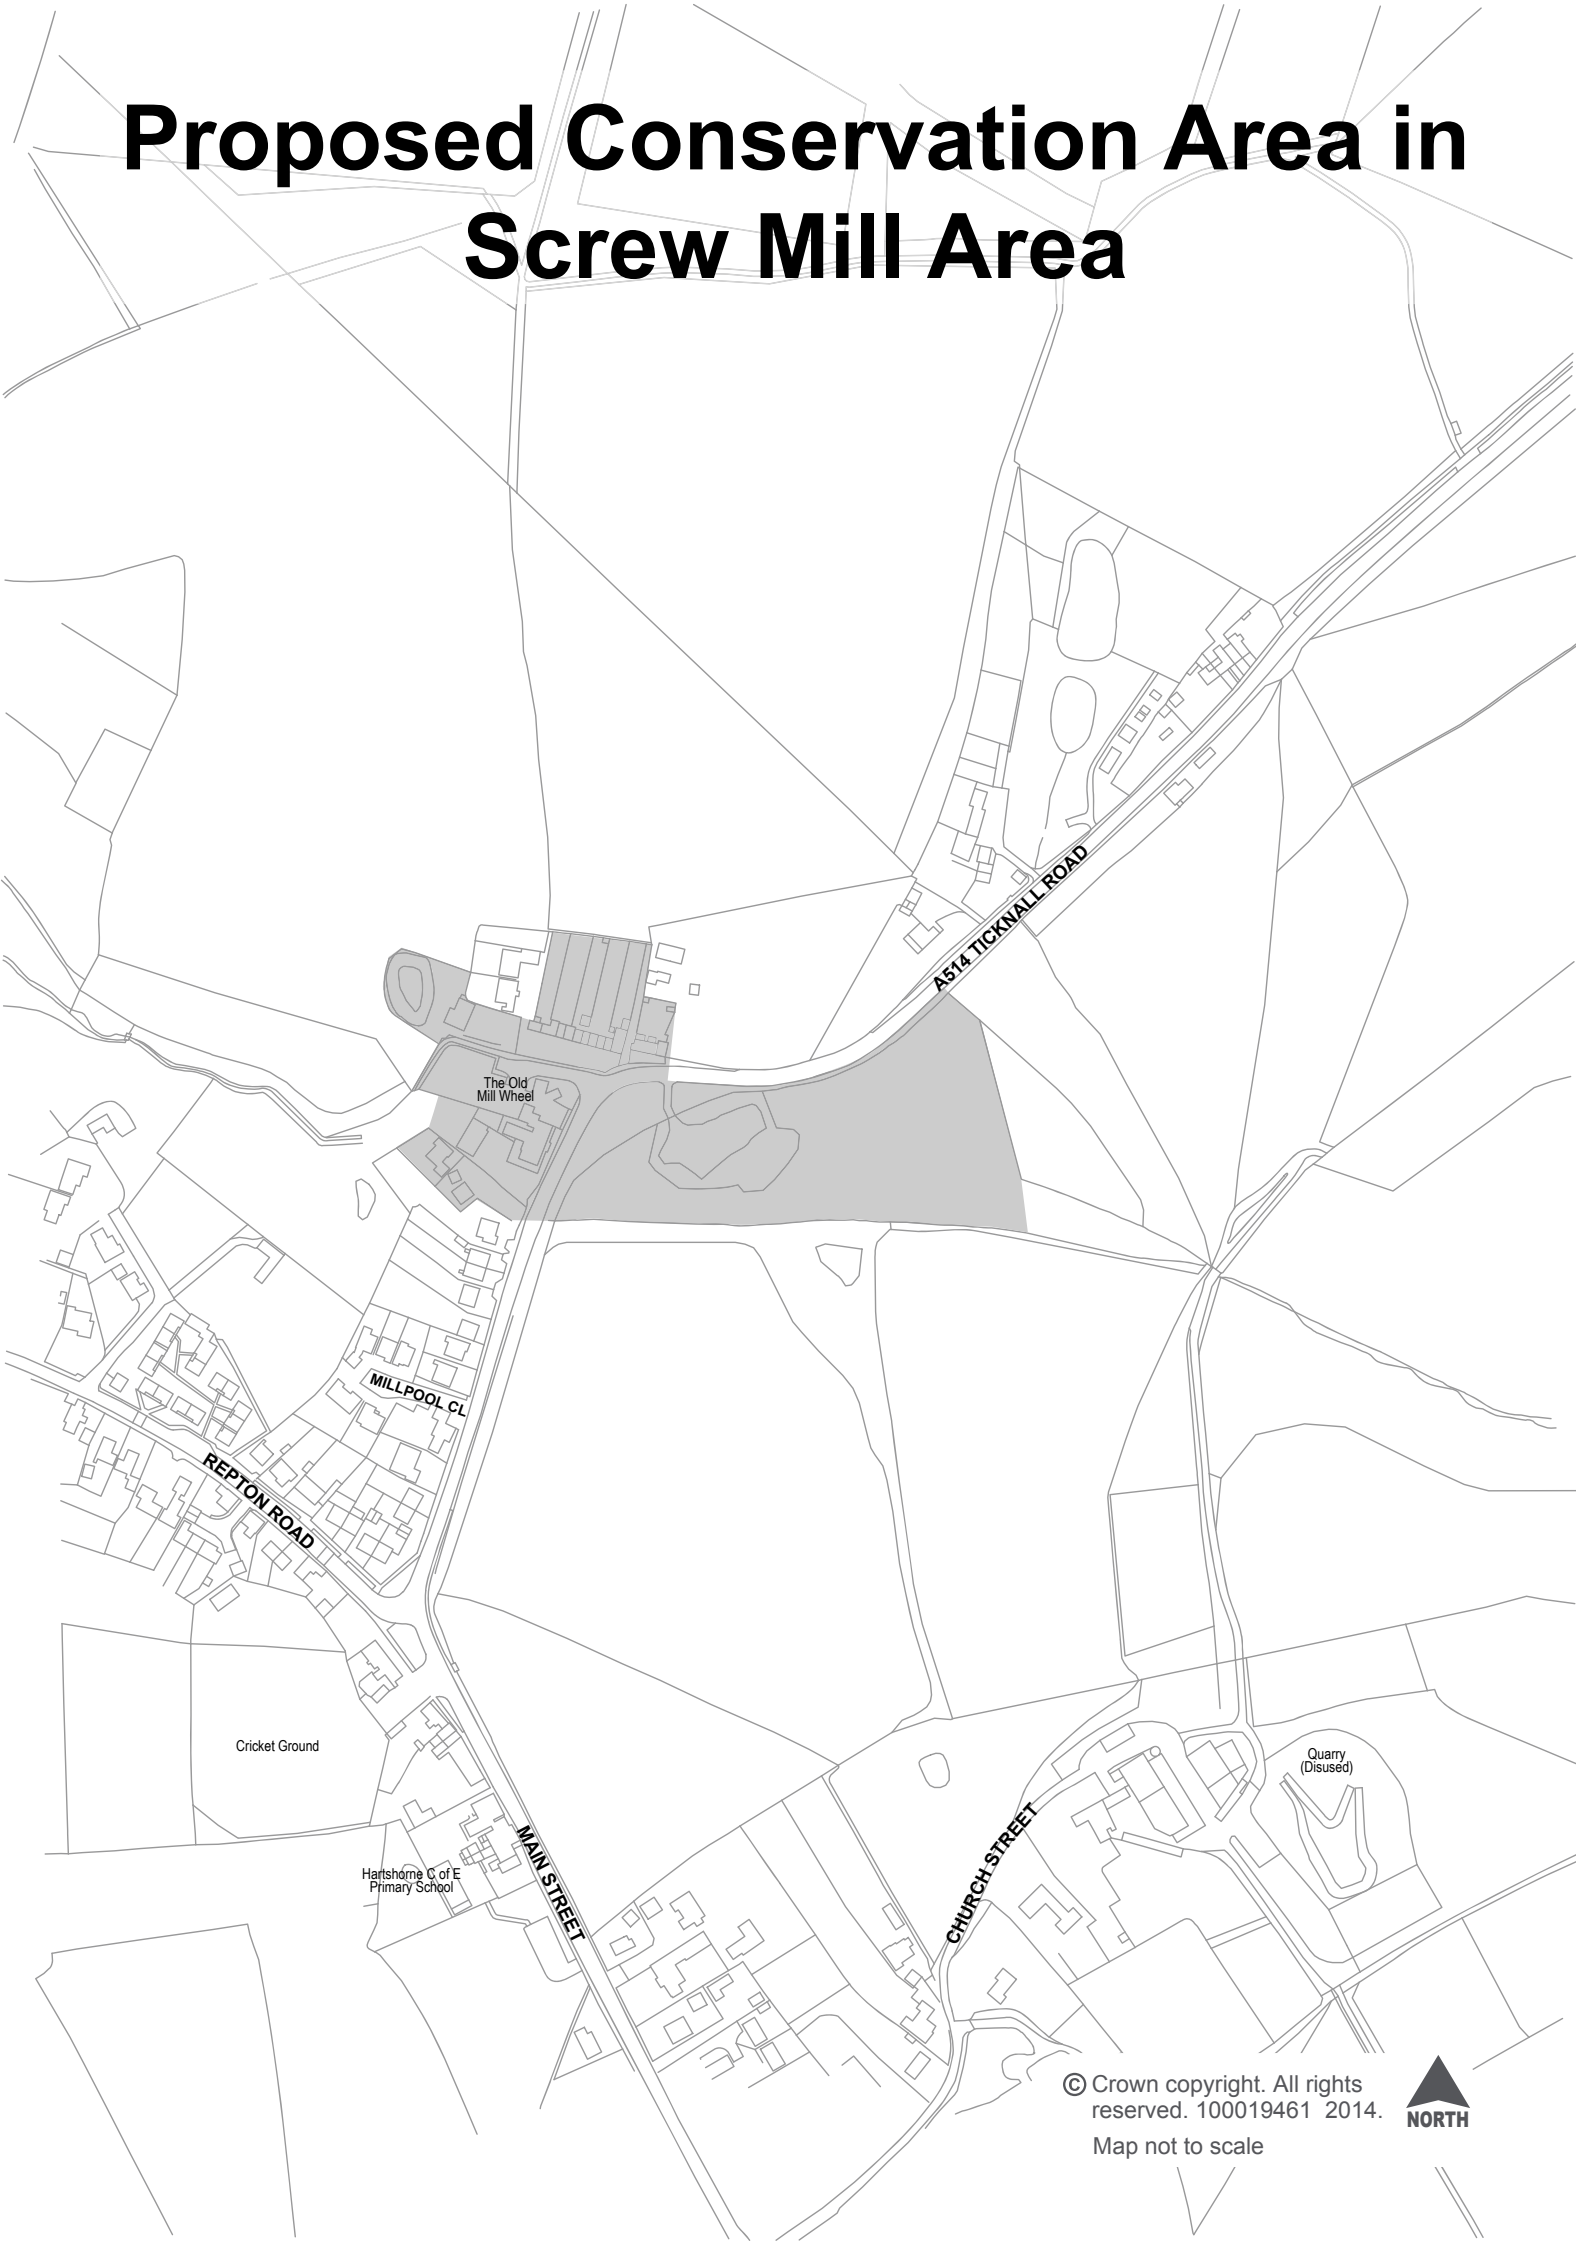 Proposed Conservation Area in
Screw Mill Area
A514 TICKNALL ROAD
The Old
Mill Wheel
MILLPOOL CL
REPTON ROAD
Cricket Ground
Quarry
(Disused)
MAIN STREET
CHURCH STREET
Hartshorne C of E
Primary School
© Crown copyright. All rights
reserved. 100019461 2014.
Map not to scale
NORTH